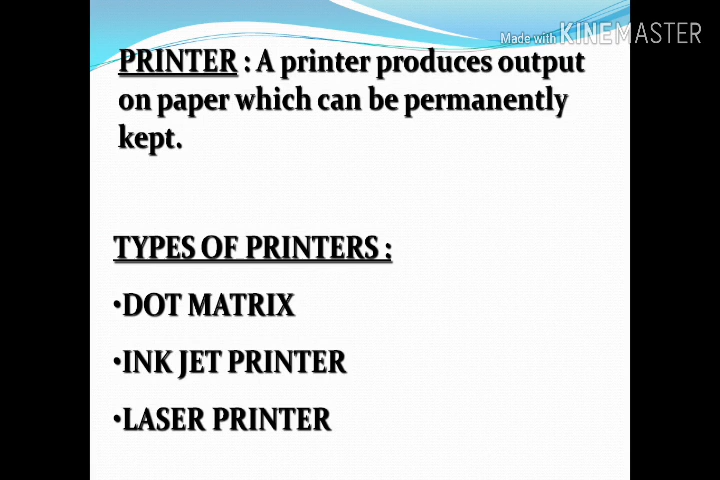 Made with KINEMASTER
PRINTER : A printer produces output
on paper which can be permanently
kept.
TYPES OF PRINTERS :
•DOT MATRIX
•INK JET PRINTER
•LASER PRINTER